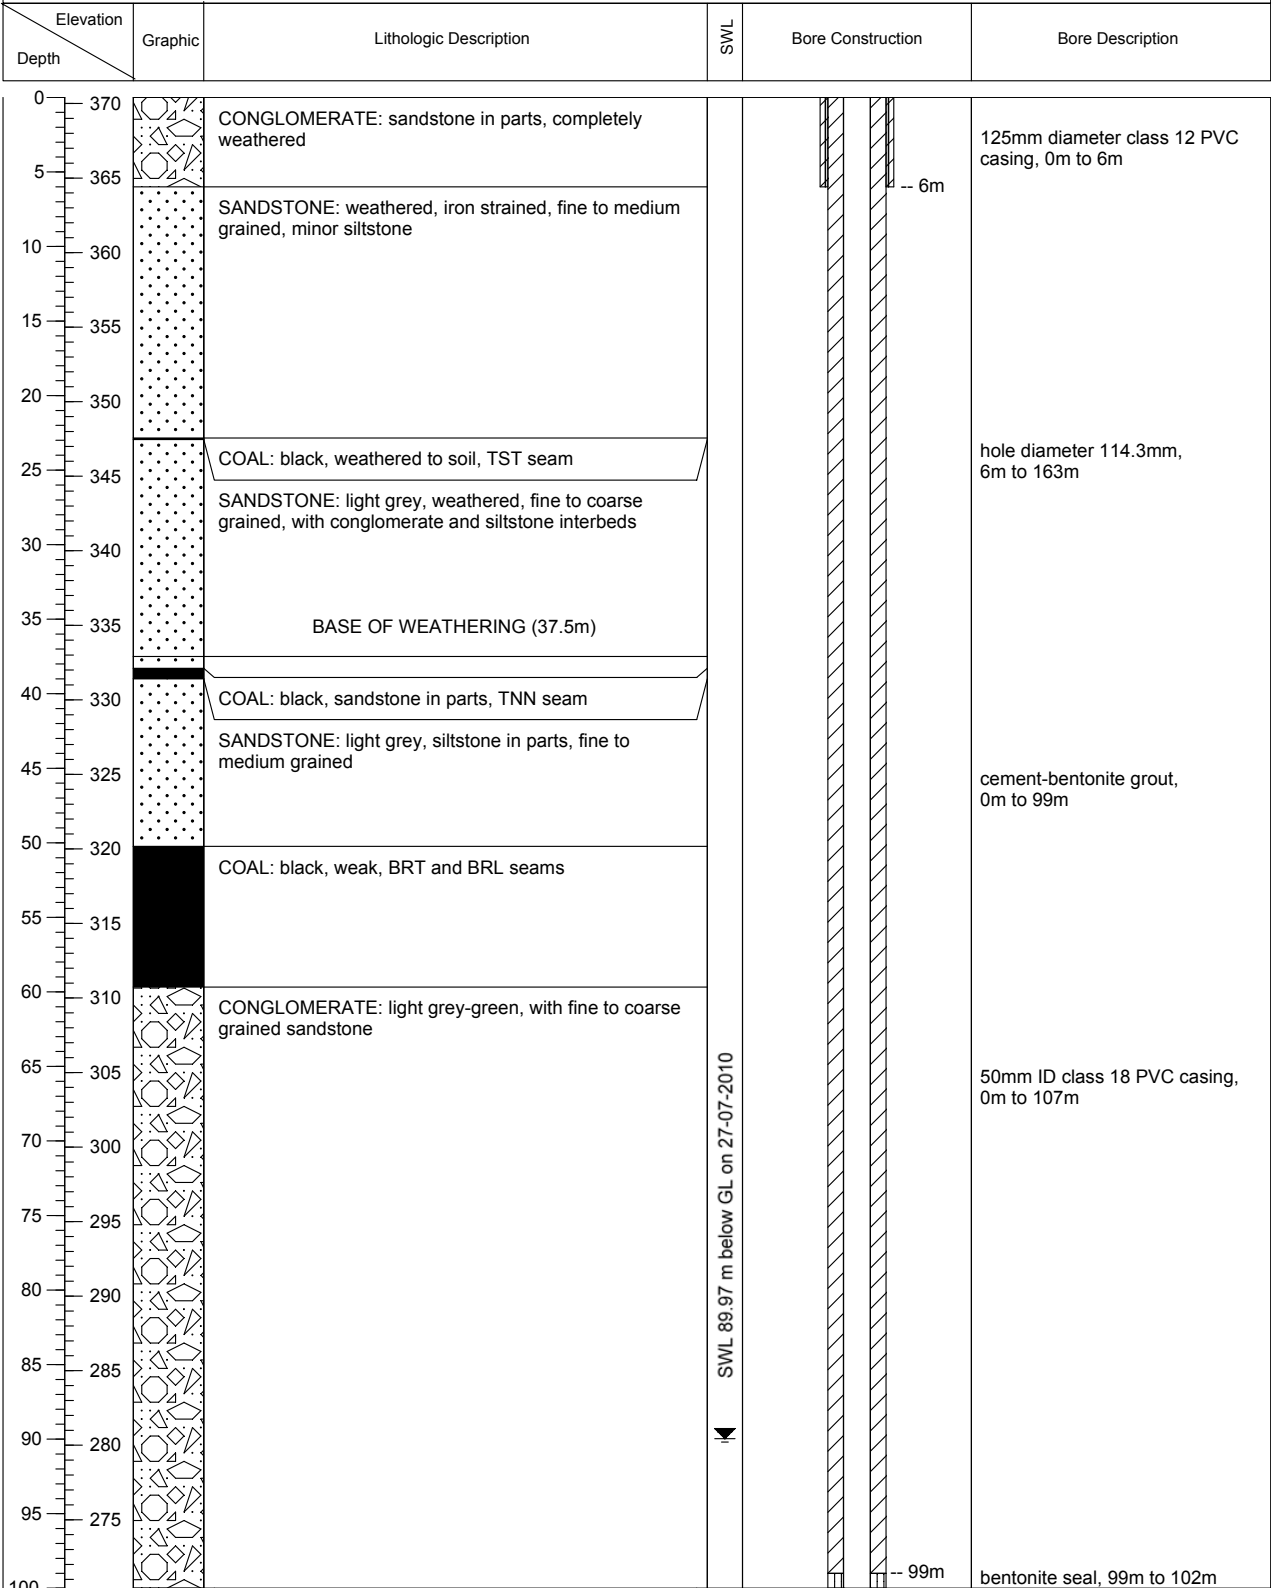 Elevation
Depth
Graphic
Lithologic Description
SWL
Bore Construction
Bore Description
0
370
CONGLOMERATE: sandstone in parts, completely
weathered
125mm diameter class 12 PVC
casing, 0m to 6m
5
365
-- 6m
SANDSTONE: weathered, iron strained, fine to medium
grained, minor siltstone
10
360
15
355
20
350
COAL: black, weathered to soil, TST seam
hole diameter 114.3mm,
6m to 163m
25
345
SANDSTONE: light grey, weathered, fine to coarse
grained, with conglomerate and siltstone interbeds
30
340
35
335
BASE OF WEATHERING (37.5m)
40
330
COAL: black, sandstone in parts, TNN seam
SANDSTONE: light grey, siltstone in parts, fine to
medium grained
45
325
cement-bentonite grout,
0m to 99m
50
320
COAL: black, weak, BRT and BRL seams
55
315
60
310
CONGLOMERATE: light grey-green, with fine to coarse
grained sandstone
65
305
50mm ID class 18 PVC casing,
0m to 107m
70
300
SWL 89.97 m below GL on 27-07-2010
75
295
80
290
85
285
90
280
95
275
-- 99m
bentonite seal, 99m to 102m
100